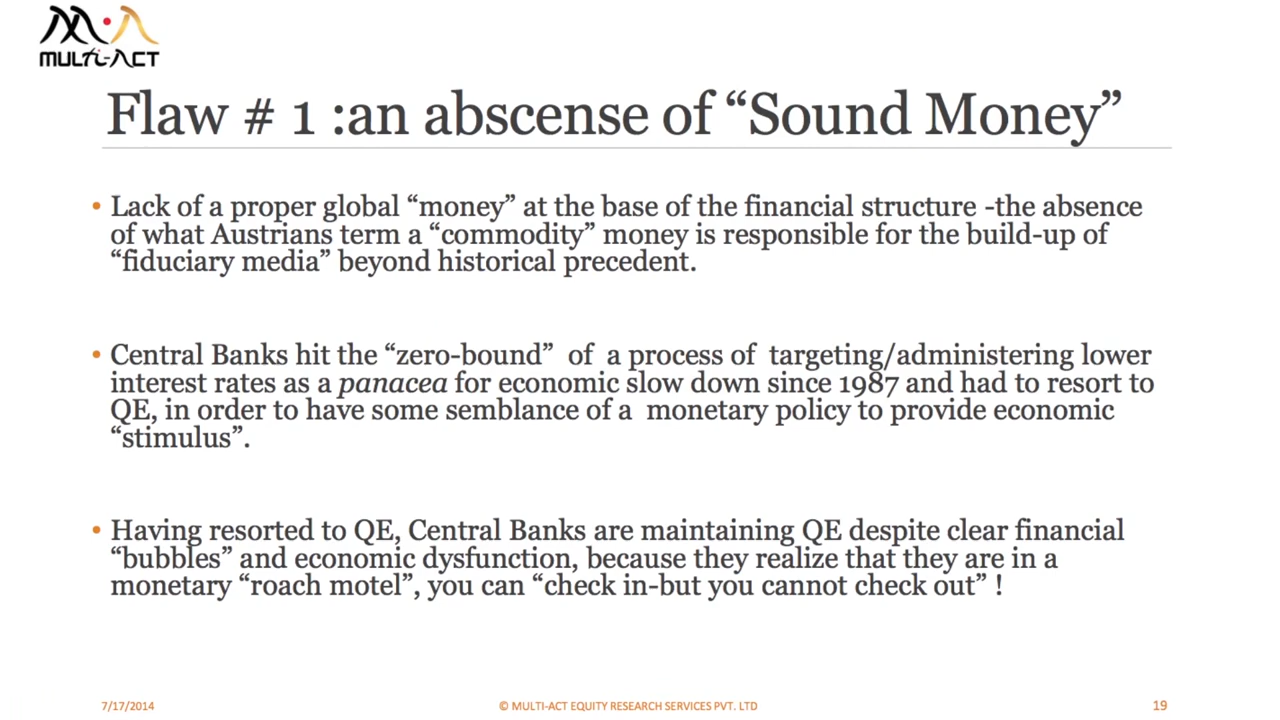 MULTI-ACT
Flaw # 1 :an abscense of “Sound Money”
• Lack of a proper global “money” at the base of the financial structure -the absence
of what Austrians term a “commodity” money is responsible for the build-up of
“fiduciary media” beyond historical precedent.
• Central Banks hit the “zero-bound” of a process of targeting/administering lower
interest rates as a panacea for economic slow down since 1987 and had to resort to
QE, in order to have some semblance of a monetary policy to provide economic
“stimulus”.
• Having resorted to QE, Central Banks are maintaining QE despite clear financial
“bubbles” and economic dysfunction, because they realize that they are in a
monetary “roach motel”, you can “check in-but you cannot check out” !
7/17/2014
© MULTI-ACT EQUITY RESEARCH SERVICES PVT. LTD
19